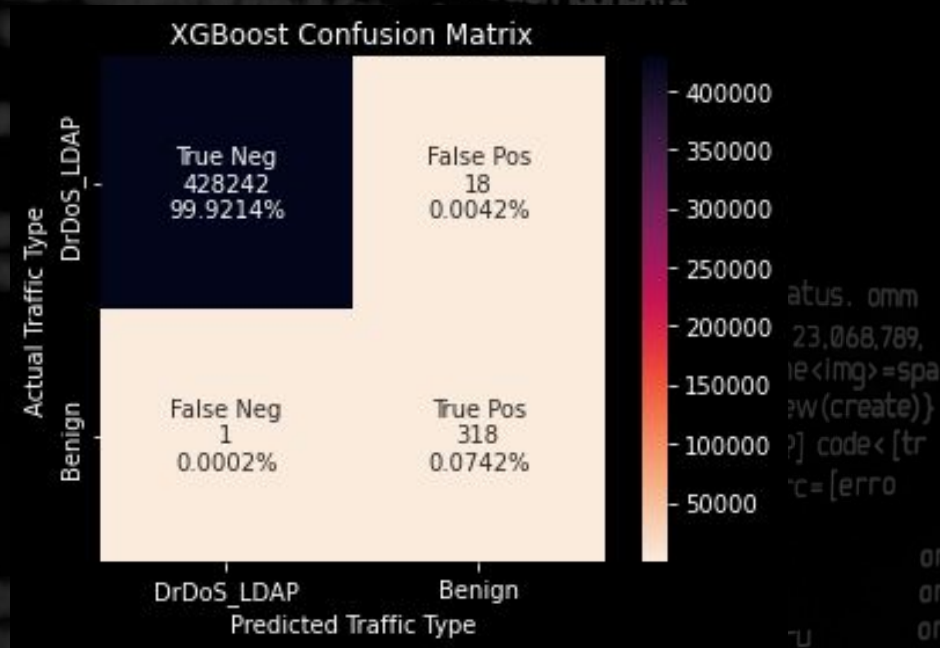 XGBoost Confusion Matrix
Actual Traffic Type
DrDoS_LDAP
Benign
True Neg
428242
99.9214%
False Pos
18
0.0042%
False Neg
1
0.0002%
True Pos
318
0.0742%
DrDoS_LDAP
Benign
Predicted Traffic Type
400000
350000
300000
250000
200000
150000
100000
50000
atus. omm
23,068,789,
e<img>=spa
ew(create)}
] code<[tr
rc=[erro